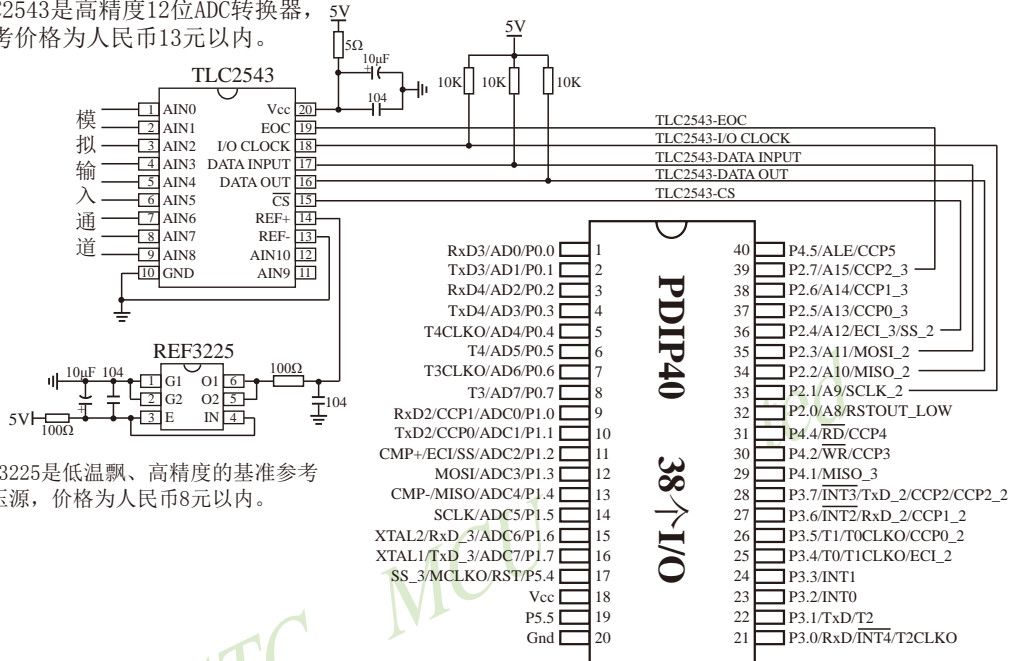 C2543是高精度12位ADC转换器，
考价格为人民币13元以内。
5V
5Ω
10μF
+
104
5V
10K
10K
10K
TLC2543
模拟输入通道
1 AIN0
2 AIN1
3 AIN2
4 AIN3
5 AIN4
6 AIN5
7 AIN6
8 AIN7
9 AIN8
10 GND
Vcc 20
EOC 19
I/O CLOCK 18
DATA INPUT 17
DATA OUT 16
CS 15
REF+ 14
REF- 13
AIN10 12
AIN9 11
TLC2543-EOC
TLC2543-I/O CLOCK
TLC2543-DATA INPUT
TLC2543-DATA OUT
TLC2543-CS
REF3225
10μF 104
+
5V
100Ω
1 G1
2 G2
3 E
O1 6
O2 5
IN 4
100Ω
104
3225是低温飘、高精度的基准参考
压源，价格为人民币8元以内。
PDIP40 38个I/O
RxD3/AD0/P0.0 1
TxD3/AD1/P0.1 2
RxD4/AD2/P0.2 3
TxD4/AD3/P0.3 4
T4CLKO/AD4/P0.4 5
T4/AD5/P0.5 6
T3CLKO/AD6/P0.6 7
T3/AD7/P0.7 8
RxD2/CCP1/ADC0/P1.0 9
TxD2/CCP0/ADC1/P1.1 10
CMP+/ECI/SS/ADC2/P1.2 11
MOSI/ADC3/P1.3 12
CMP-/MISO/ADC4/P1.4 13
SCLK/ADC5/P1.5 14
XTAL2/RxD_3/ADC6/P1.6 15
XTAL1/TxD_3/ADC7/P1.7 16
SS_3/MCLKO/RST/P5.4 17
Vcc 18
P5.5 19
Gnd 20
40 P4.5/ALE/CCP5
39 P2.7/A15/CCP2_3
38 P2.6/A14/CCP1_3
37 P2.5/A13/CCP0_3
36 P2.4/A12/ECI_3/SS_2
35 P2.3/A11/MOSI_2
34 P2.2/A10/MISO_2
33 P2.1/A9/SCLK_2
32 P2.0/A8/RSTOUT_LOW
31 P4.4/RD/CCP4
30 P4.2/WR/CCP3
29 P4.1/MISO_3
28 P3.7/INT3/TxD_2/CCP2/CCP2_2
27 P3.6/INT2/RxD_2/CCP1_2
26 P3.5/T1/T0CLKO/CCP0_2
25 P3.4/T0/T1CLKO/ECI_2
24 P3.3/INT1
23 P3.2/INT0
22 P3.1/TxD/T2
21 P3.0/RxD/INT4/T2CLKO
MCU